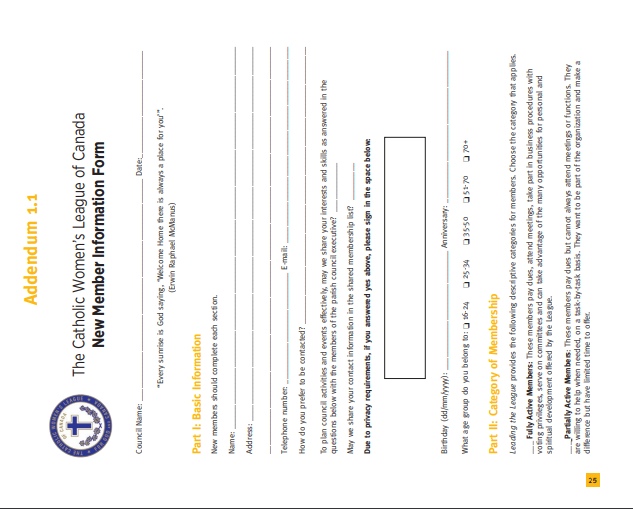 Addendum 1.1
The Catholic Women's League of Canada
New Member Information Form
Council Name: Date:
"Every sunrise is God saying, "Welcome Home there is always a place for you"".
(Erwin Raphael McManus)
Part I: Basic Information
New members should complete each section.
Name:
Address:
Telephone number: E-mail:
How do you prefer to be contacted?
To plan council activities and events effectively, may we share your interests and skills as answered in the
questions below with the members of the parish council executive?
May we share your contact information in the shared membership list?
Due to privacy requirements, if you answered yes above, please sign in the space below:
Birthday (dd/mm/yyyy): Anniversary:
What age group do you belong to: ❑ 16-24 ❑ 25-34 ❑ 35-50 ❑ 51-70 ❑ 70+
Part II: Category of Membership
Leading the League provides the following descriptive categories for members. Choose the category that applies.
Fully Active Members: These members pay dues, attend meetings, take part in business procedures with
voting privileges, serve on committees and can take advantage of the many opportunities for personal and
spiritual development offered by the League.
Partially Active Members: These members pay dues but cannot always attend meetings or functions. They
are willing to help when needed, on a task-by-task basis. They want to be part of the organization and make a
difference but have limited time to offer.
25